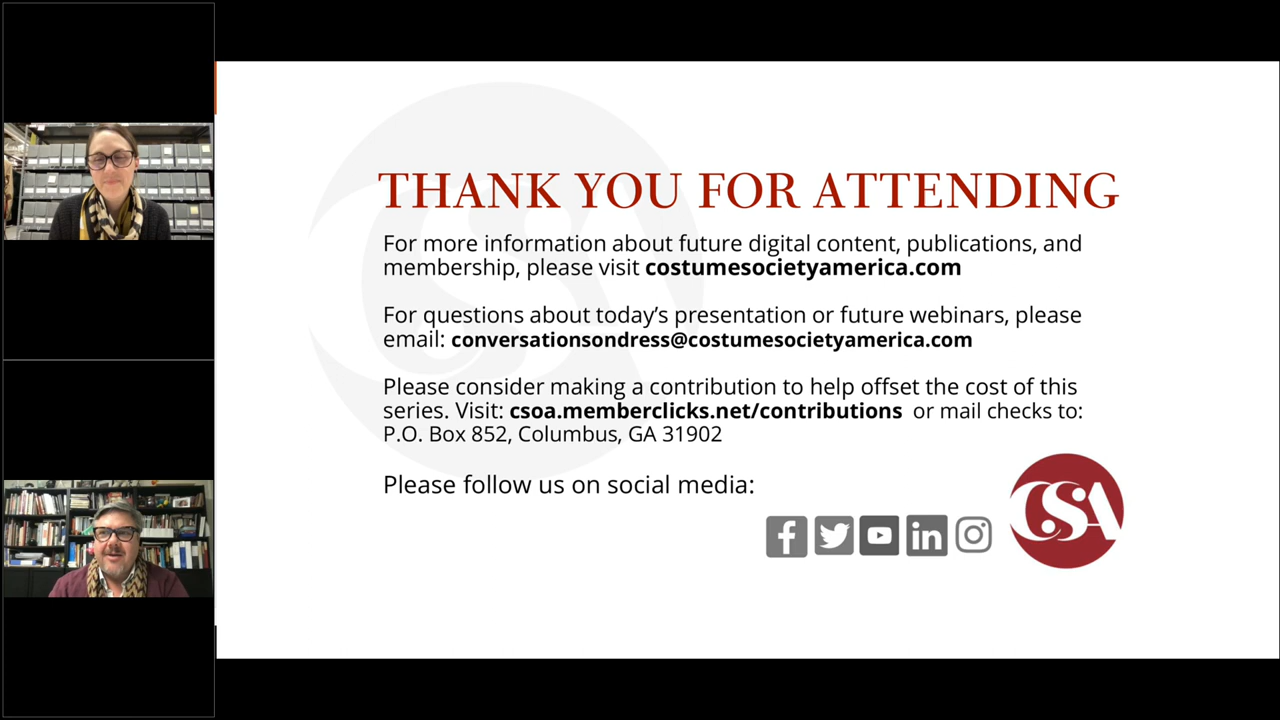 THANK YOU FOR ATTENDING
For more information about future digital content, publications, and
membership, please visit costumesocietyamerica.com
For questions about today’s presentation or future webinars, please
email: conversationsondress@costumesocietyamerica.com
Please consider making a contribution to help offset the cost of this
series. Visit: csoa.memberclicks.net/contributions or mail checks to:
P.O. Box 852, Columbus, GA 31902
Please follow us on social media:
CSA